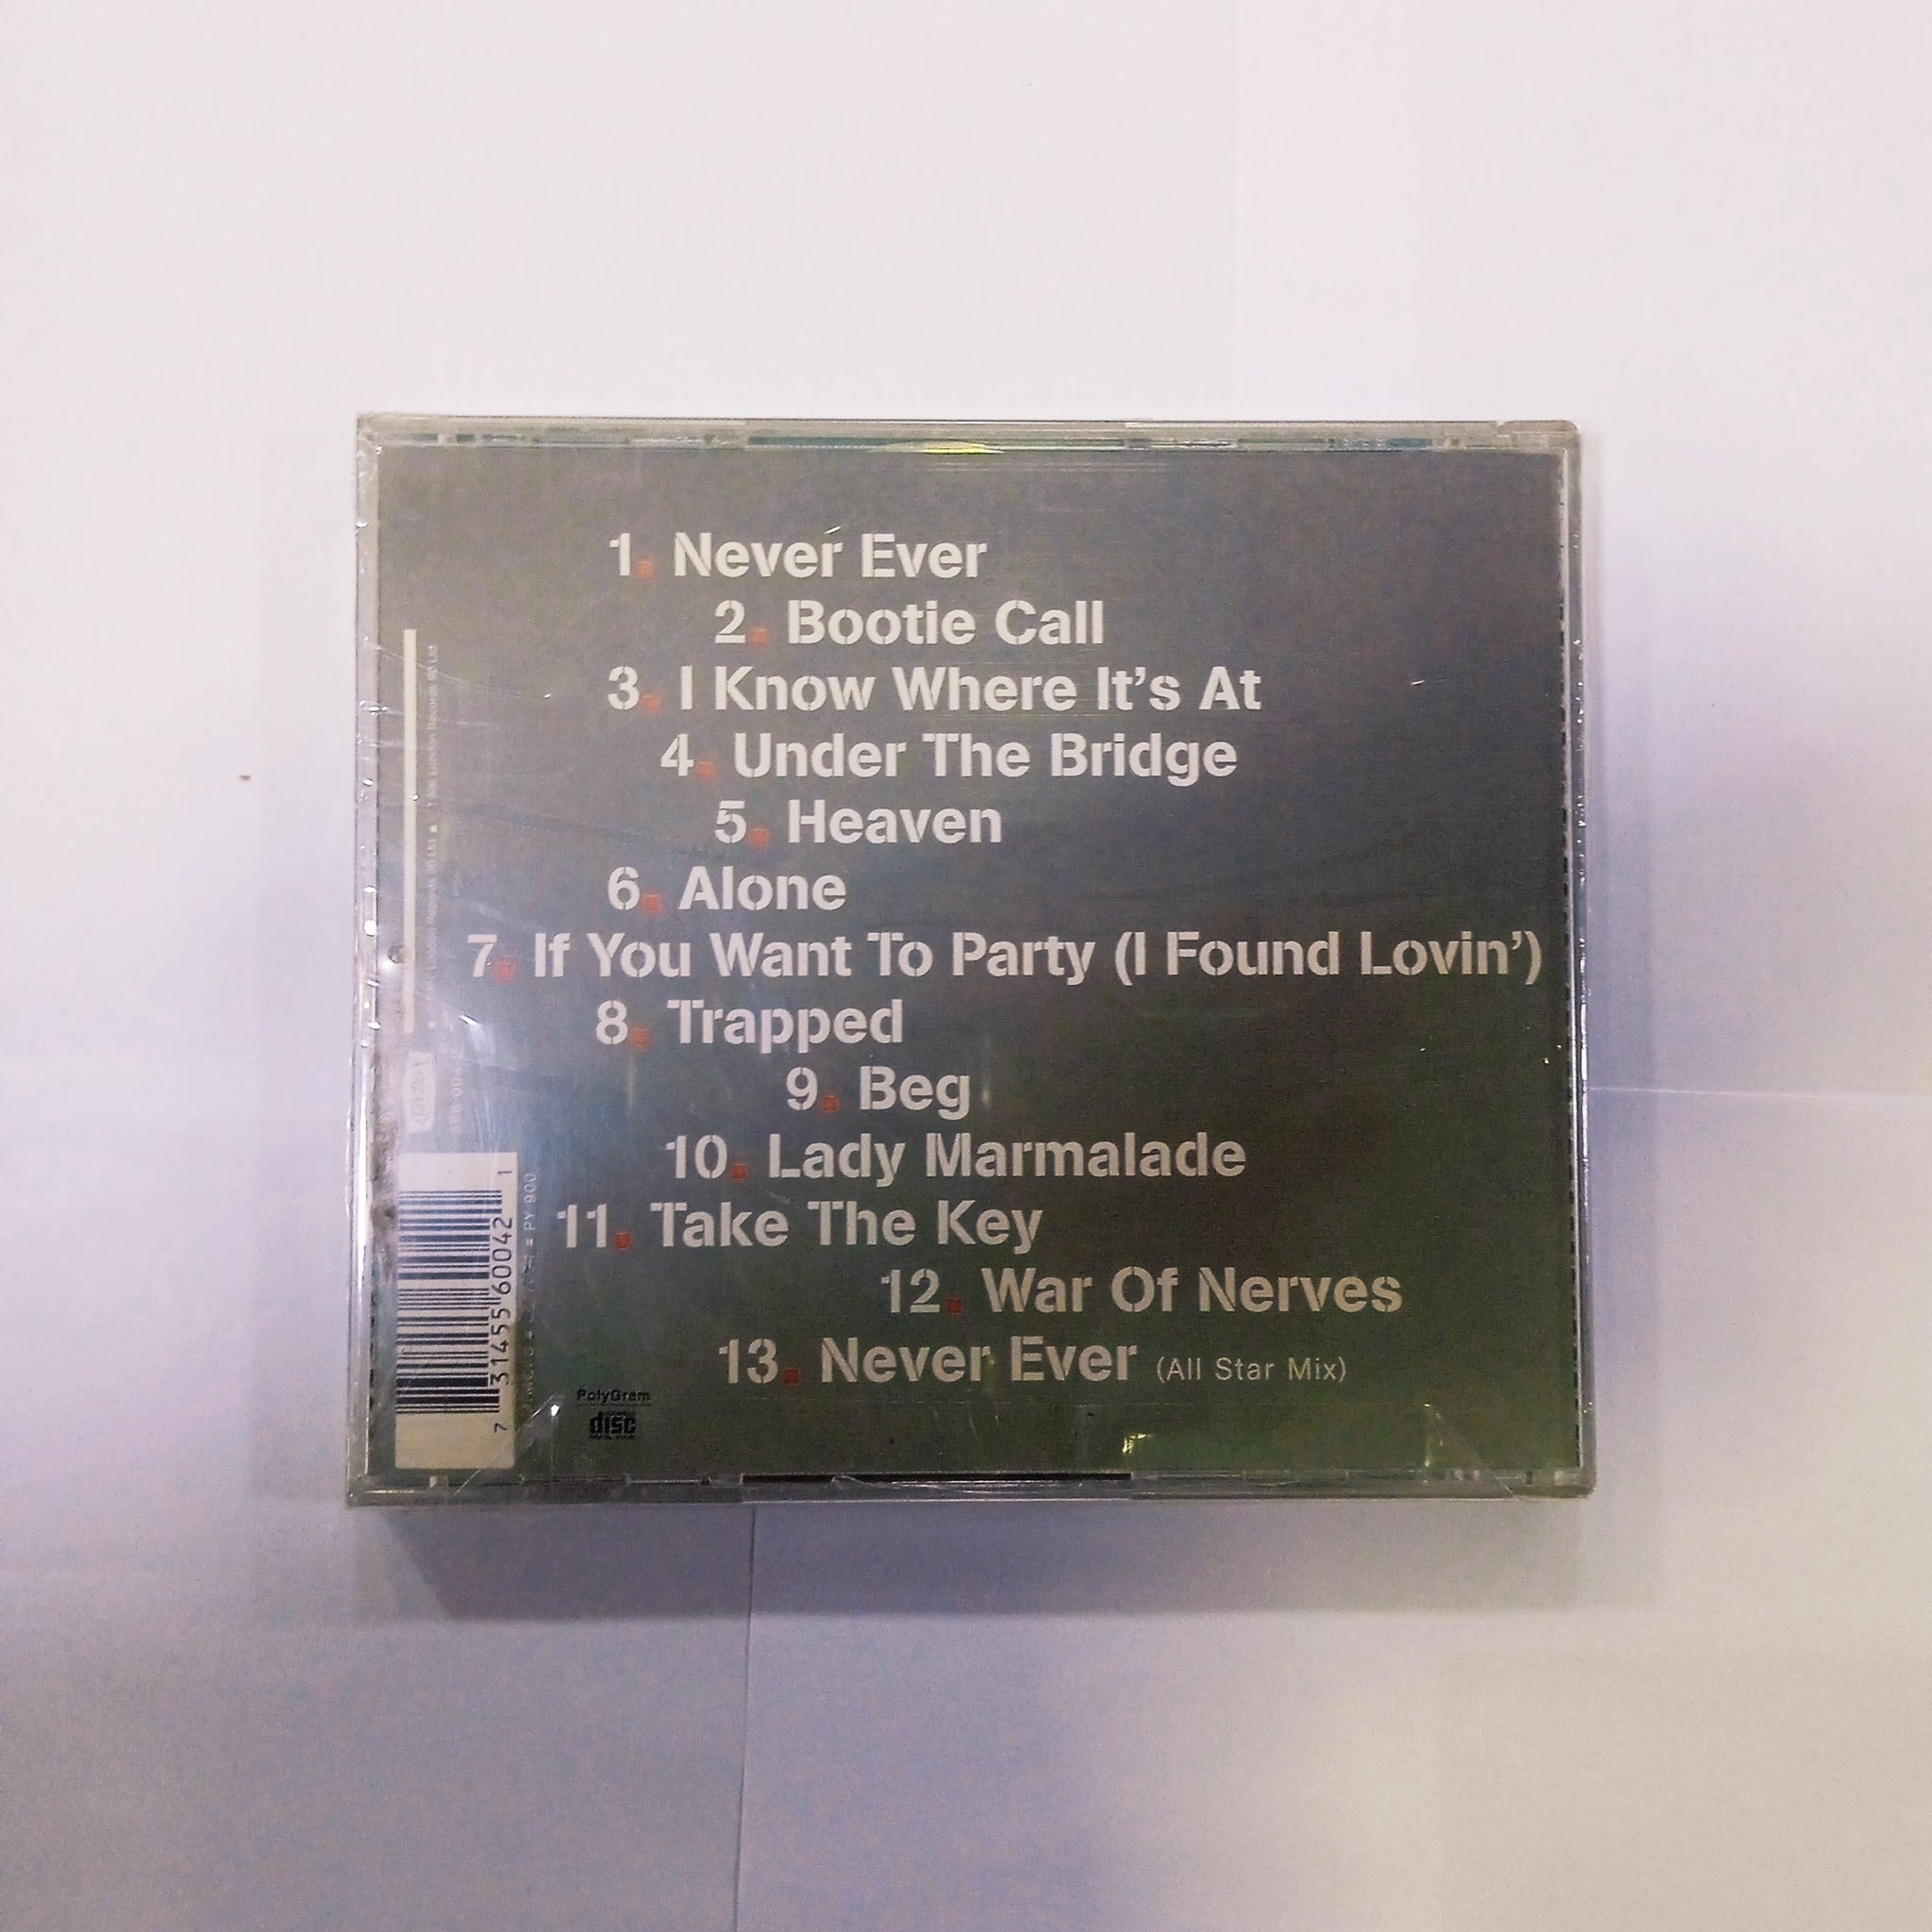 1. Never Ever
2. Bootie Call
3. I Know Where It's At
4. Under The Bridge
5. Heaven
6. Alone
7. If You Want To Party (I Found Lovin')
8. Trapped
9. Beg
10. Lady Marmalade
11. Take The Key
12. War Of Nerves
13. Never Ever (All Star Mix)
PolyGram
disc
7 31455 60042 1
PY 900